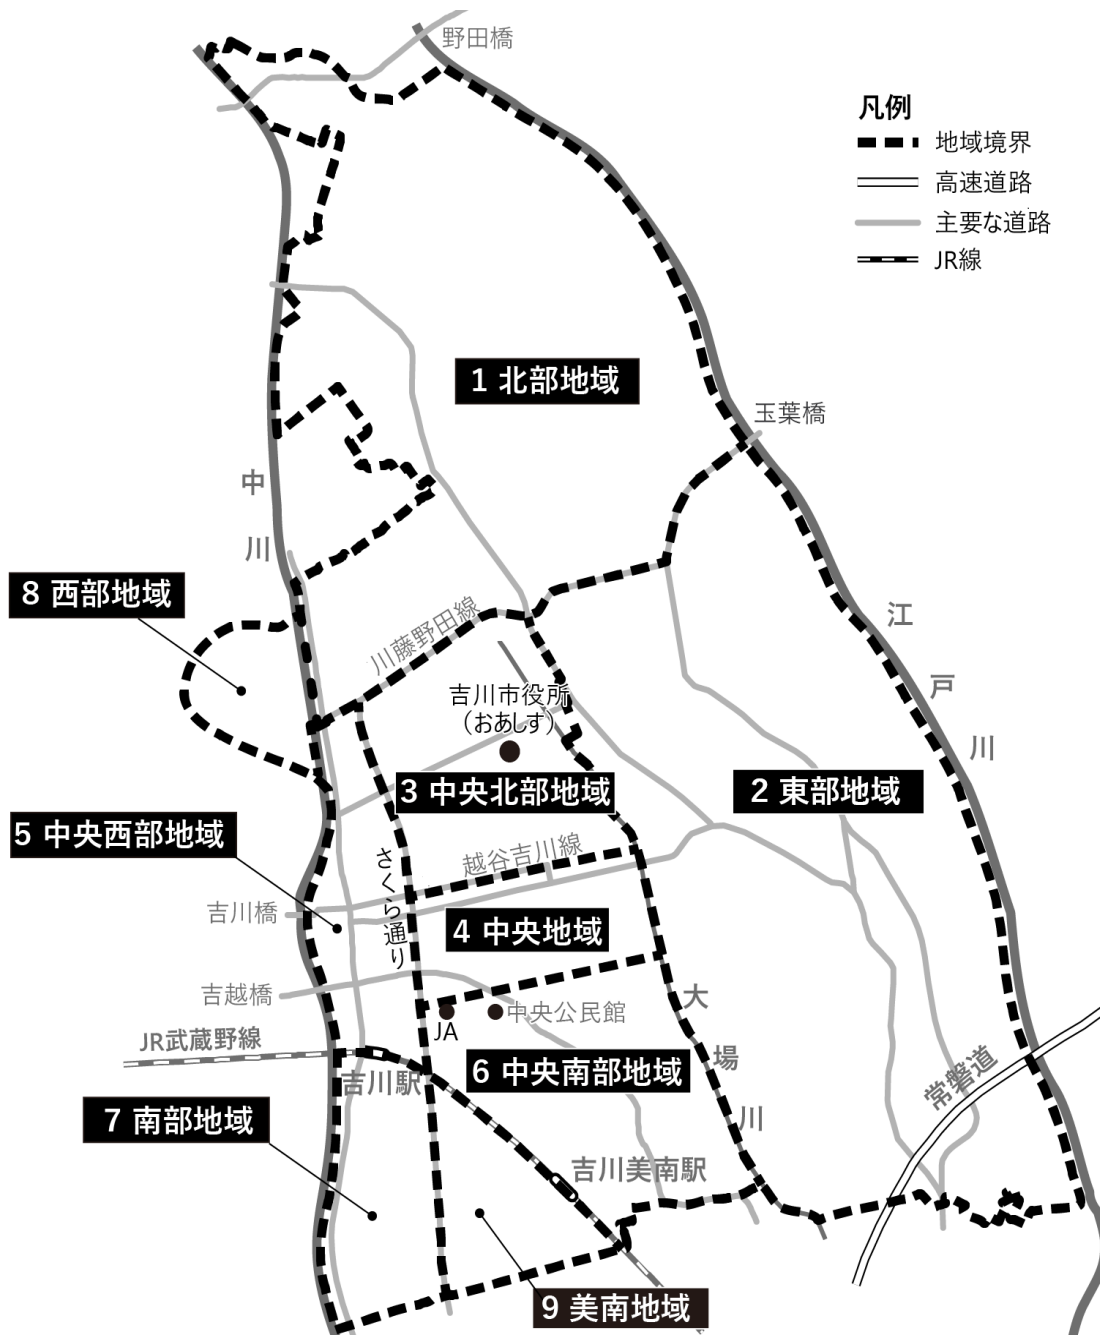 野田橋
凡例
地域境界
高速道路
主要な道路
JR線
1 北部地域
玉葉橋
中川
8 西部地域
川藤野田線
江戸川
吉川市役所
（おあしす）
3 中央北部地域
2 東部地域
5 中央西部地域
越谷吉川線
さくら通り
吉川橋
4 中央地域
吉越橋
大場川
中央公民館
JA
JR武蔵野線
吉川駅
6 中央南部地域
常磐道
7 南部地域
吉川美南駅
9 美南地域